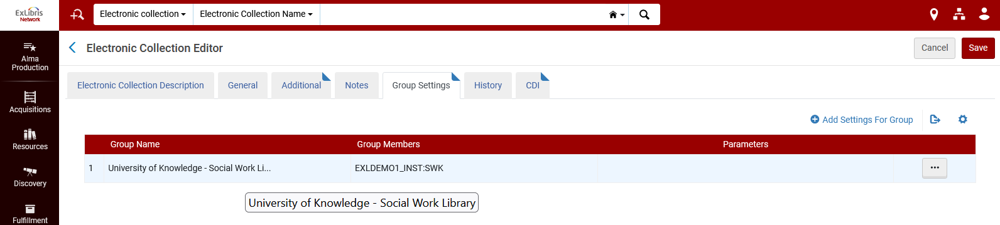 ExLibris
Network
Electronic collection
Electronic Collection Name
Alma
Production
Acquisitions
Resources
Discovery
Fulfillment
Electronic Collection Editor
Cancel
Save
Electronic Collection Description
General
Additional
Notes
Group Settings
History
CDI
Add Settings For Group
Group Name
Group Members
Parameters
1
University of Knowledge - Social Work Li...
EXLDEMO1_INST:SWK
University of Knowledge - Social Work Library